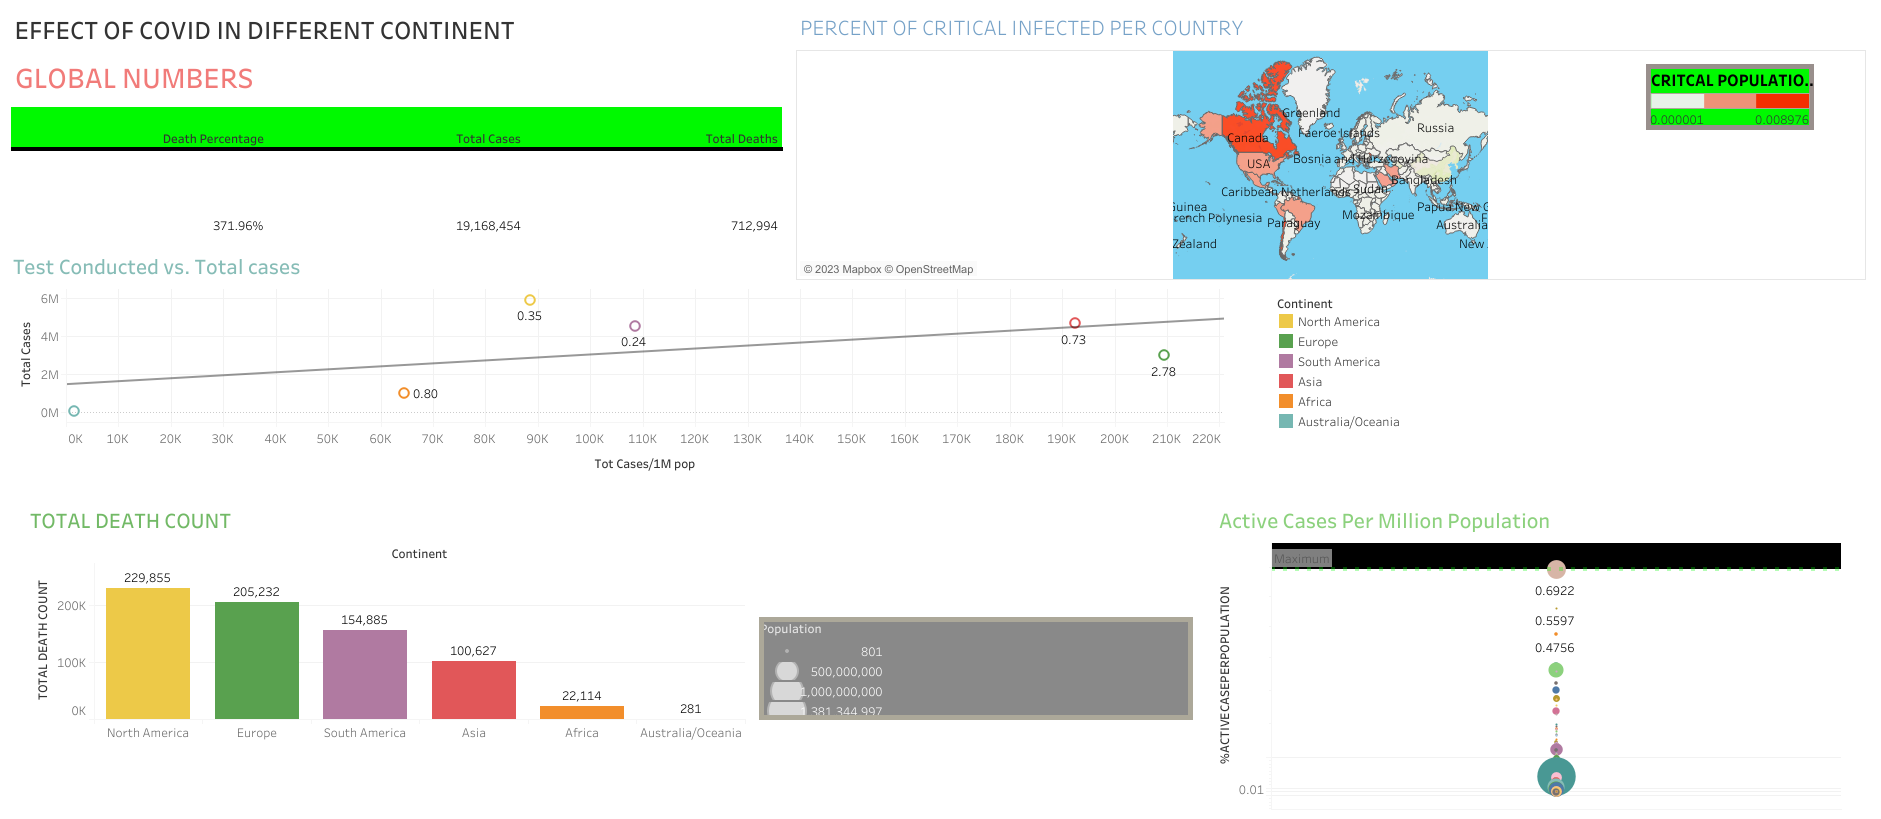 EFFECT OF COVID IN DIFFERENT CONTINENT
GLOBAL NUMBERS
Death Percentage Total Cases Total Deaths
371.96% 19,168,454 712,994
PERCENT OF CRITICAL INFECTED PER COUNTRY
Greenland
Canada
Faeroe Islands
Russia
USA
Bosnia and Herzegovina
Bangladesh
Caribbean Netherlands
Sudan
Guinea
Papua New G
French Polynesia
Mozambique
Paraguay
Australia
Zealand
New
© 2023 Mapbox © OpenStreetMap
CRITCAL POPULATIO..
0.000001 0.008976
Test Conducted vs. Total cases
Total Cases
6M
4M
2M
0M
0.35
0.24
0.73
2.78
0.80
0K 10K 20K 30K 40K 50K 60K 70K 80K 90K 100K 110K 120K 130K 140K 150K 160K 170K 180K 190K 200K 210K 220K
Tot Cases/1M pop
Continent
North America
Europe
South America
Asia
Africa
Australia/Oceania
TOTAL DEATH COUNT
Continent
TOTAL DEATH COUNT
200K
100K
0K
229,855
205,232
154,885
100,627
22,114
281
North America Europe South America Asia Africa Australia/Oceania
Population
801
500,000,000
1,000,000,000
1,381,344,997
Active Cases Per Million Population
%ACTIVECASEPERPOPULATION
Maximum
0.6922
0.5597
0.4756
0.01